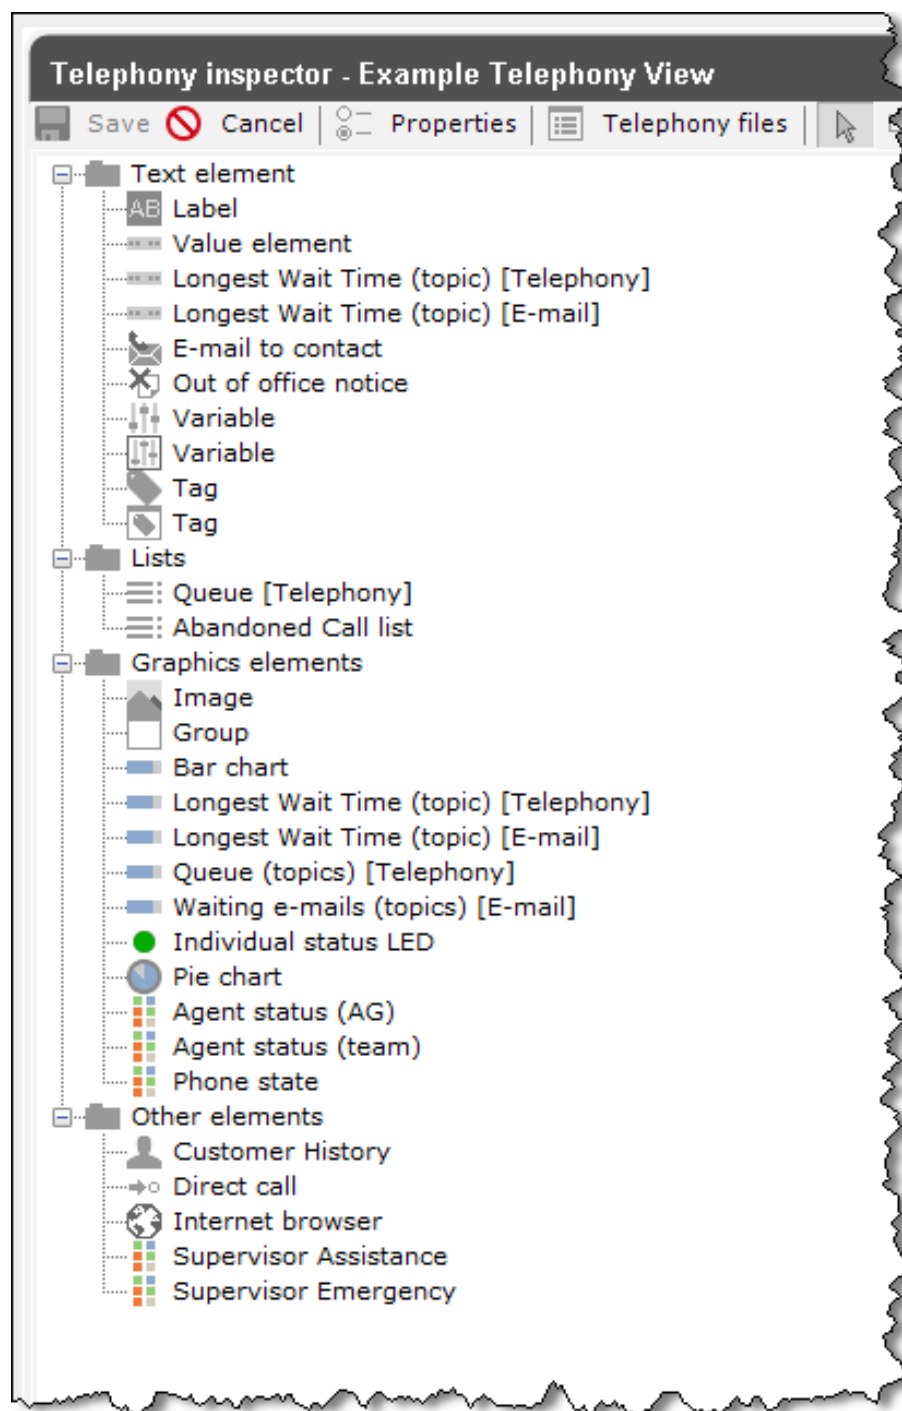 Telephony inspector - Example Telephony View
Save Cancel Properties Telephony files
Text element
AB Label
Value element
Longest Wait Time (topic) [Telephony]
Longest Wait Time (topic) [E-mail]
E-mail to contact
Out of office notice
Variable
Variable
Tag
Tag
Lists
Queue [Telephony]
Abandoned Call list
Graphics elements
Image
Group
Bar chart
Longest Wait Time (topic) [Telephony]
Longest Wait Time (topic) [E-mail]
Queue (topics) [Telephony]
Waiting e-mails (topics) [E-mail]
Individual status LED
Pie chart
Agent status (AG)
Agent status (team)
Phone state
Other elements
Customer History
Direct call
Internet browser
Supervisor Assistance
Supervisor Emergency